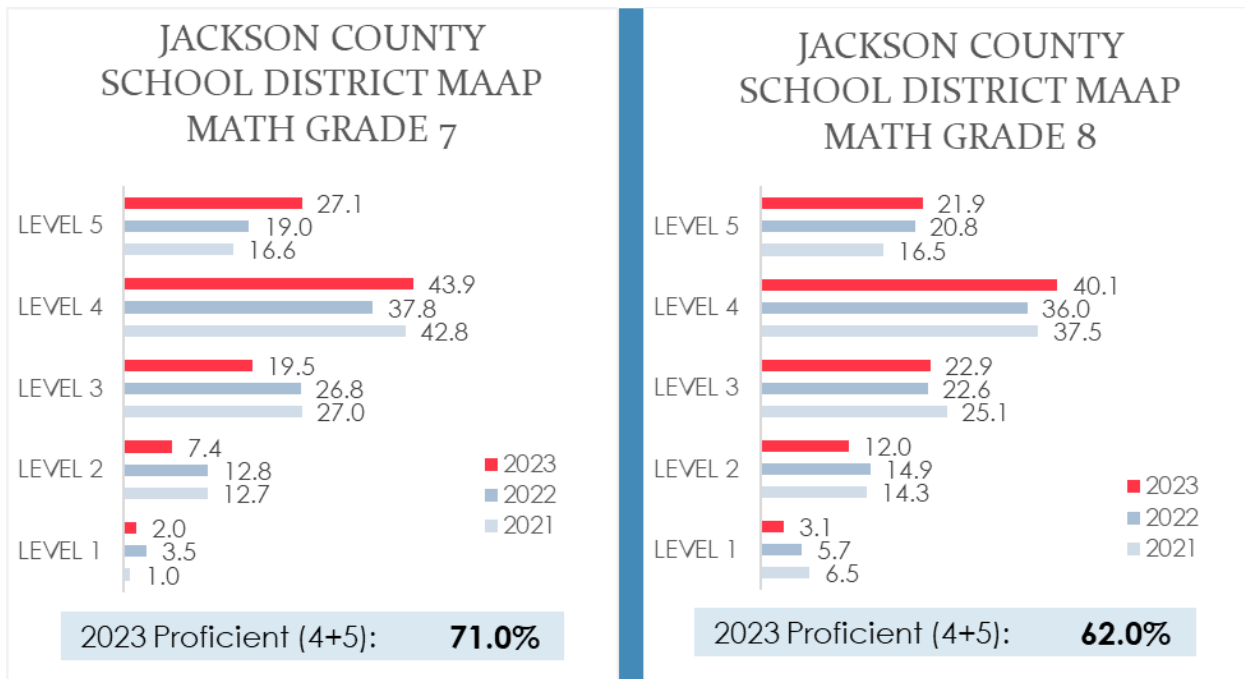 JACKSON COUNTY
SCHOOL DISTRICT MAAP
MATH GRADE 7
LEVEL 5
27.1
19.0
16.6
LEVEL 4
43.9
37.8
42.8
LEVEL 3
19.5
26.8
27.0
LEVEL 2
7.4
12.8
12.7
LEVEL 1
2.0
3.5
1.0
2023
2022
2021
2023 Proficient (4+5): 71.0%
JACKSON COUNTY
SCHOOL DISTRICT MAAP
MATH GRADE 8
LEVEL 5
21.9
20.8
16.5
LEVEL 4
40.1
36.0
37.5
LEVEL 3
22.9
22.6
25.1
LEVEL 2
12.0
14.9
14.3
LEVEL 1
3.1
5.7
6.5
2023
2022
2021
2023 Proficient (4+5): 62.0%